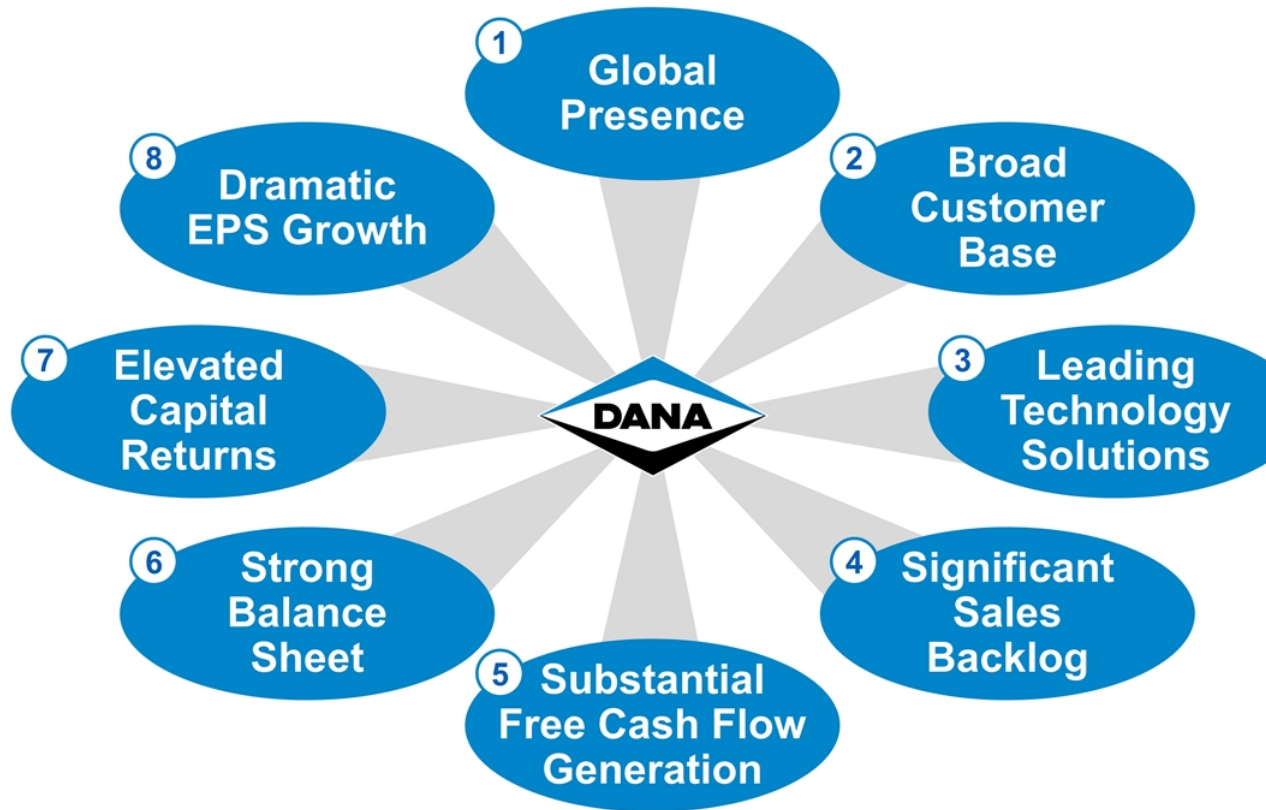 1
Global
Presence
2
Broad
Customer
Base
3
Leading
Technology
Solutions
4
Significant
Sales
Backlog
5
Substantial
Free Cash Flow
Generation
6
Strong
Balance
Sheet
7
Elevated
Capital
Returns
8
Dramatic
EPS Growth
DANA